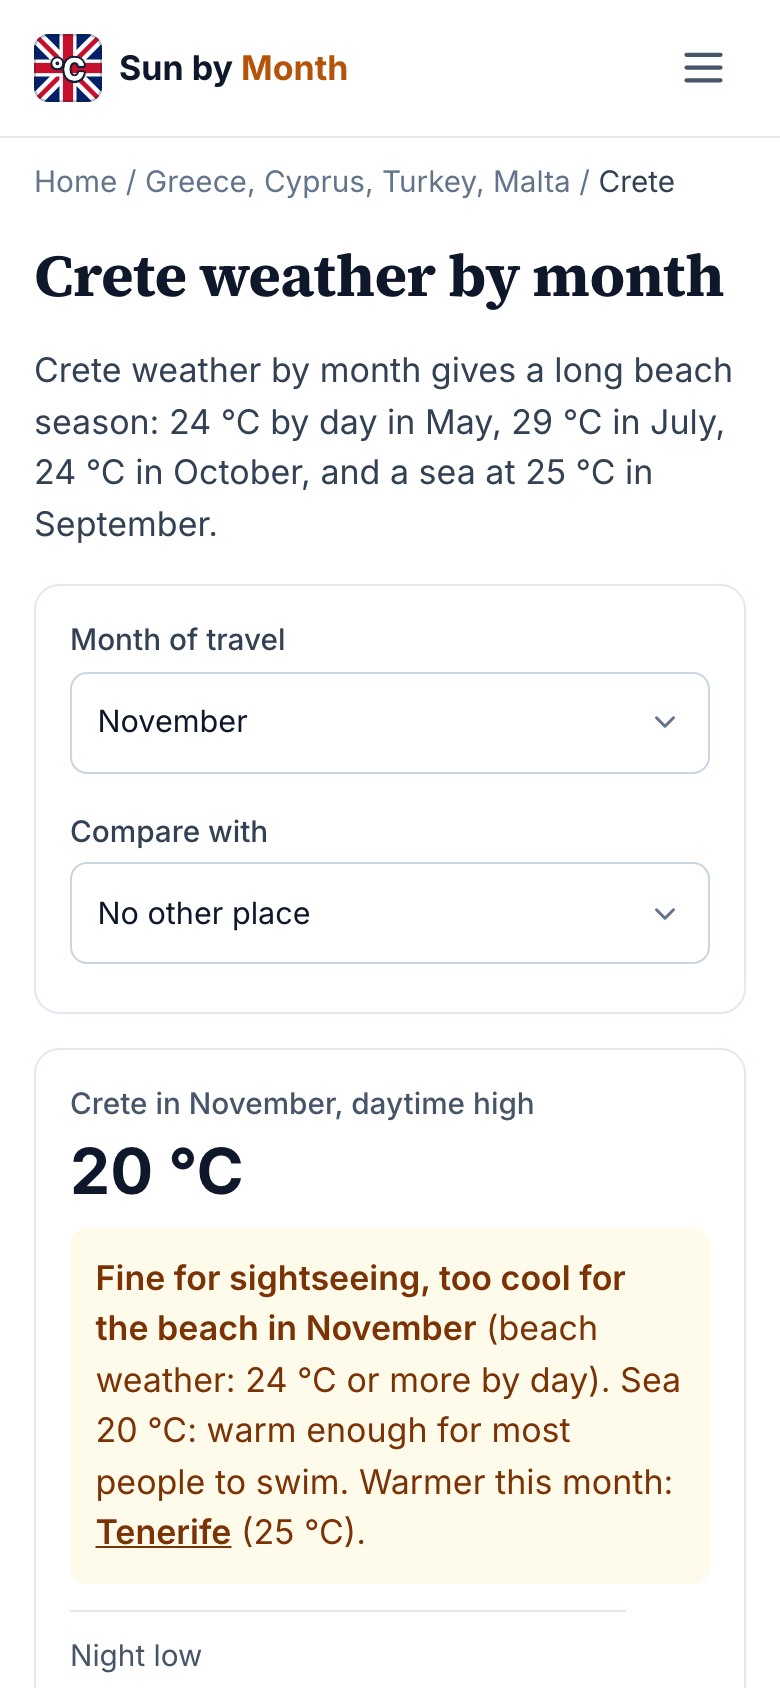 °C
Sun by Month
Home / Greece, Cyprus, Turkey, Malta / Crete
Crete weather by month
Crete weather by month gives a long beach
season: 24 °C by day in May, 29 °C in July,
24 °C in October, and a sea at 25 °C in
September.
Month of travel
November
Compare with
No other place
Crete in November, daytime high
20 °C
Fine for sightseeing, too cool for
the beach in November (beach
weather: 24 °C or more by day). Sea
20 °C: warm enough for most
people to swim. Warmer this month:
Tenerife (25 °C).
Night low